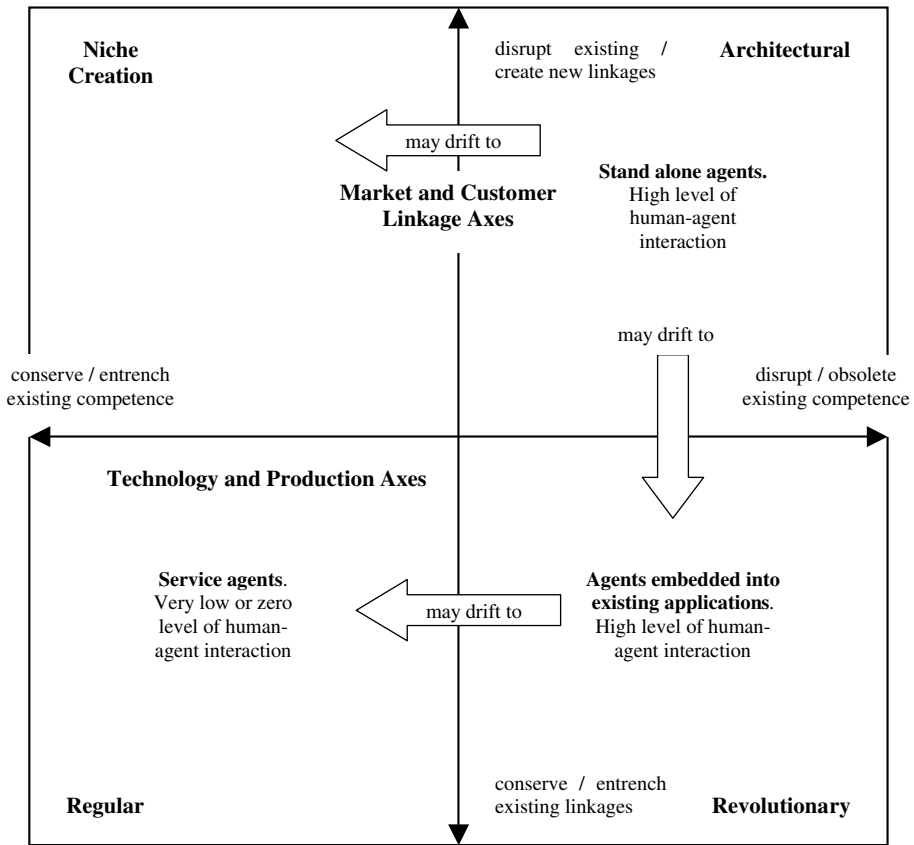 Niche
Creation
disrupt existing /
create new linkages
Architectural
may drift to
Stand alone agents.
High level of
human-agent
interaction
Market and Customer
Linkage Axes
may drift to
conserve / entrench
existing competence
disrupt / obsolete
existing competence
Technology and Production Axes
Service agents.
Very low or zero
level of human-
agent interaction
may drift to
Agents embedded into
existing applications.
High level of human-
agent interaction
Regular
conserve / entrench
existing linkages
Revolutionary